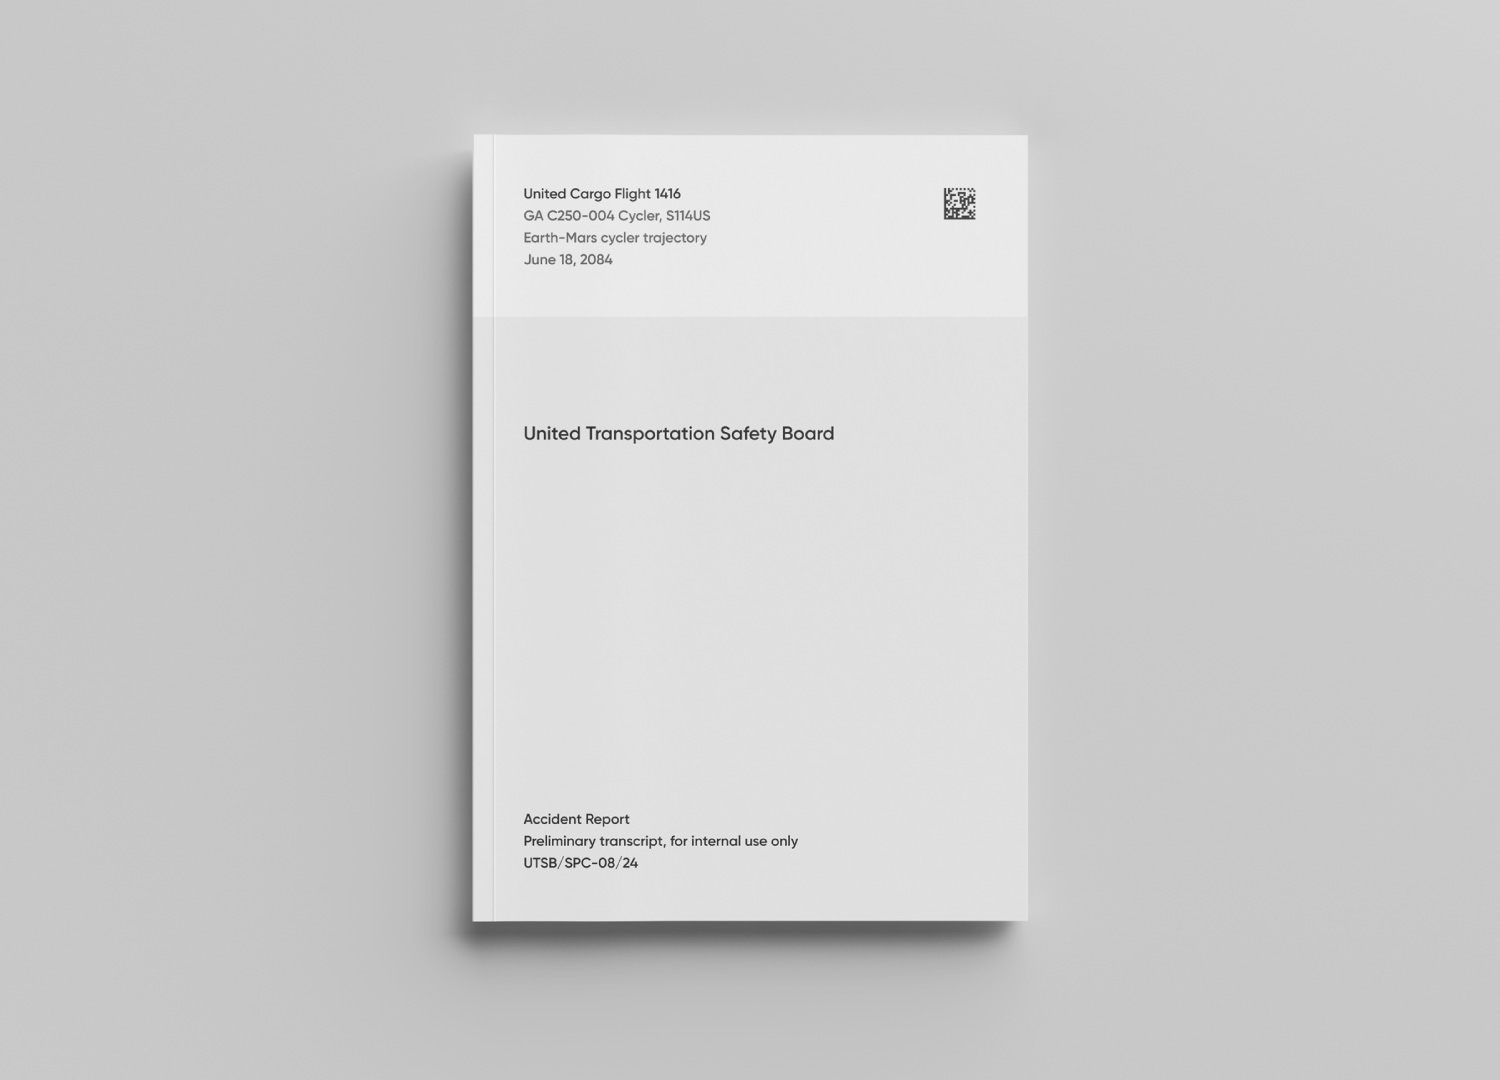 United Cargo Flight 1416
GA C250-004 Cycler, S114US
Earth-Mars cycler trajectory
June 18, 2084
United Transportation Safety Board
Accident Report
Preliminary transcript, for internal use only
UTSB/SPC-08/24